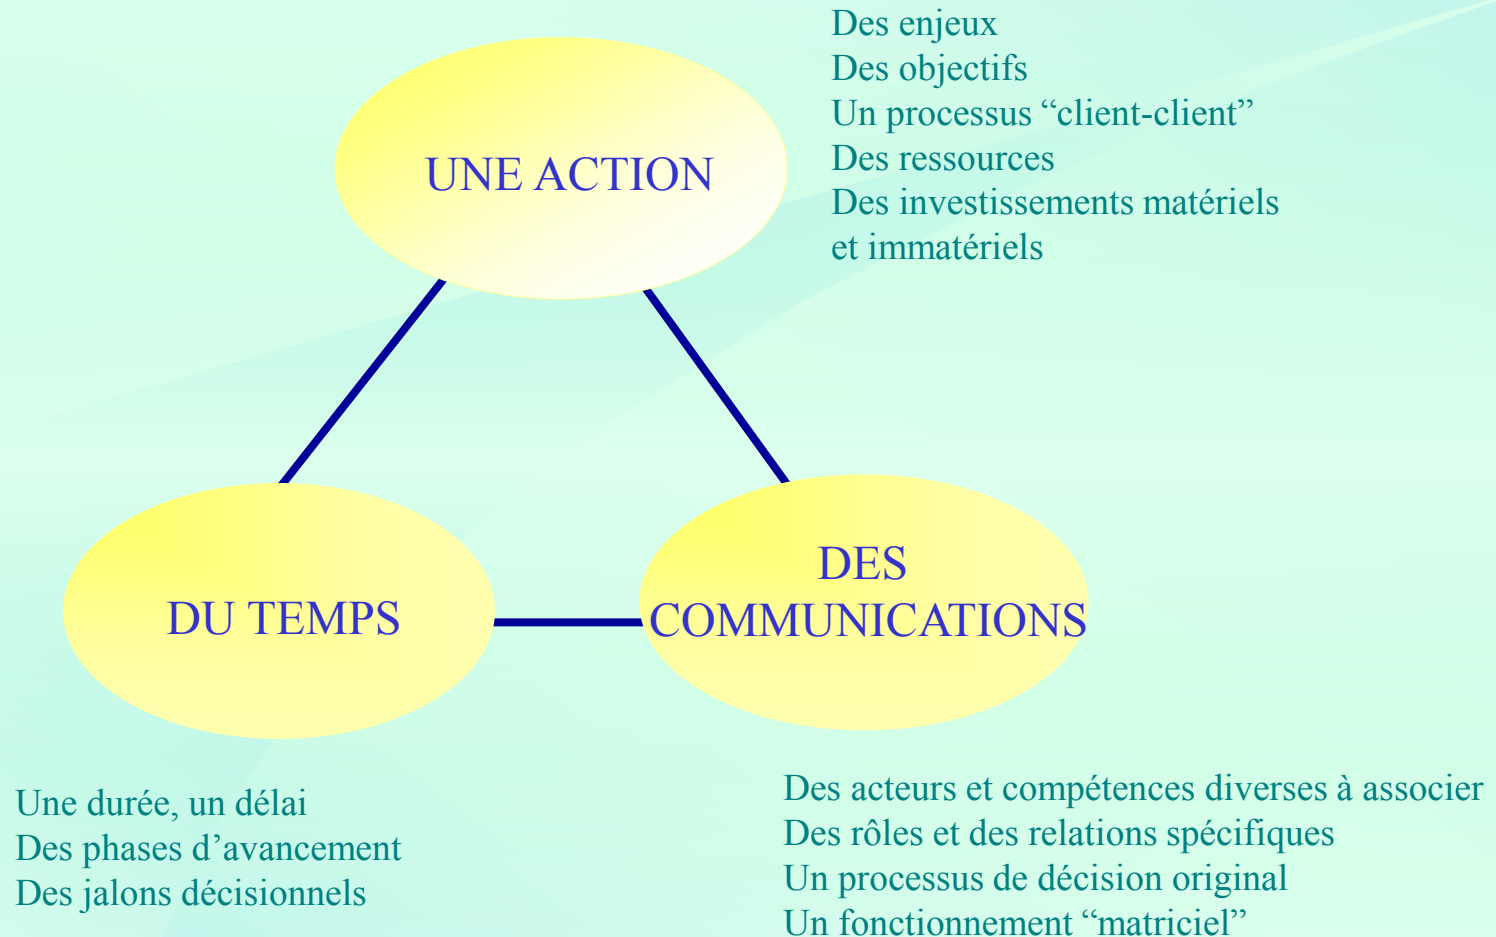 Des enjeux
Des objectifs
Un processus “client-client”
Des ressources
Des investissements matériels
et immatériels
UNE ACTION
DU TEMPS
DES
COMMUNICATIONS
Une durée, un délai
Des phases d’avancement
Des jalons décisionnels
Des acteurs et compétences diverses à associer
Des rôles et des relations spécifiques
Un processus de décision original
Un fonctionnement “matriciel”